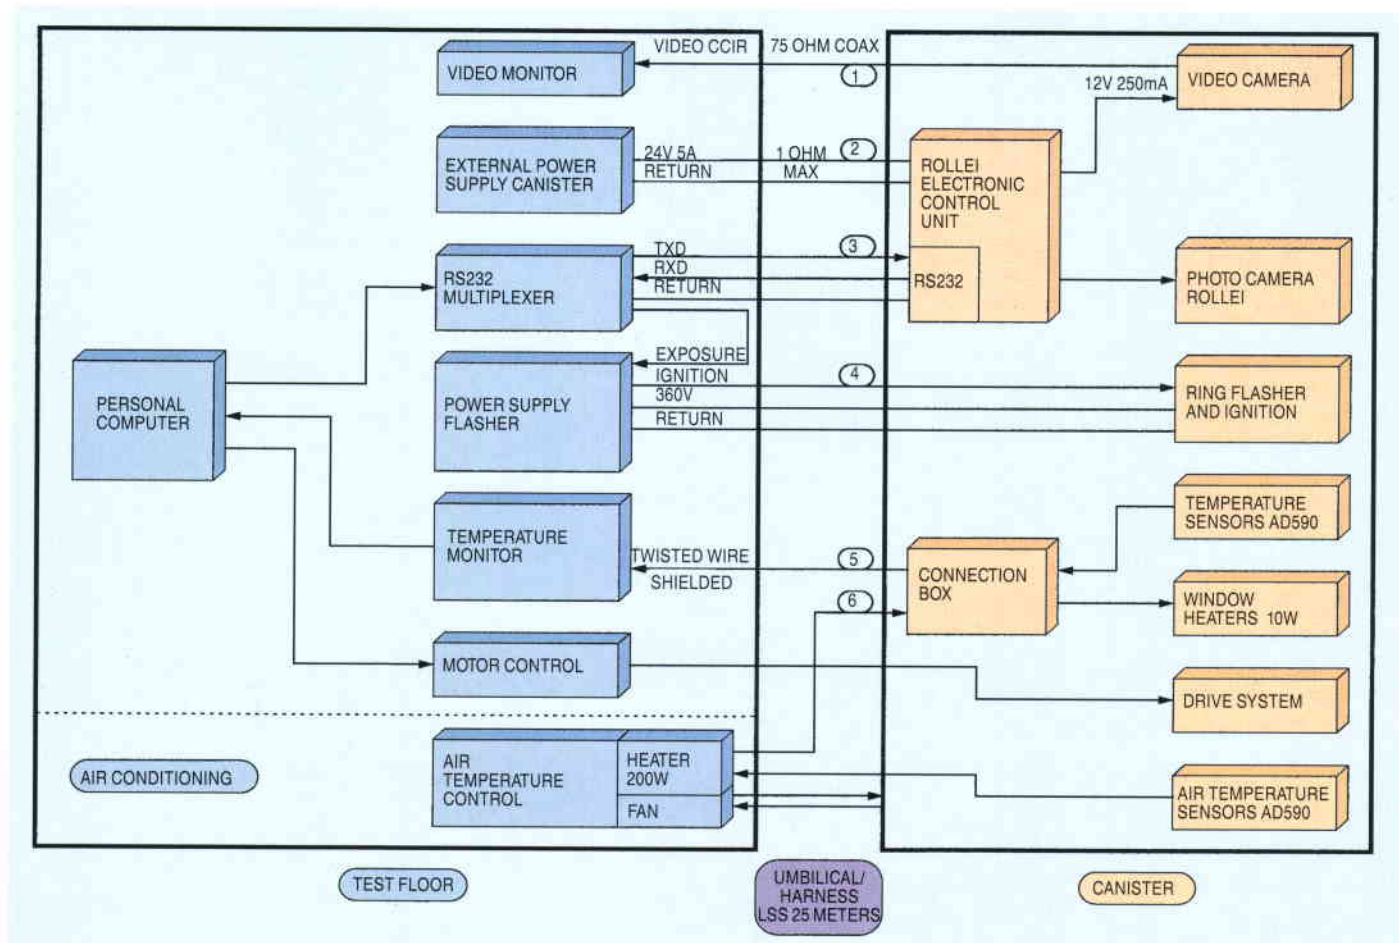 VIDEO CCIR
75 OHM COAX
1
VIDEO MONITOR
VIDEO CAMERA
12V 250mA
EXTERNAL POWER
SUPPLY CANISTER
24V 5A
RETURN
1 OHM
MAX
2
ROLLEI
ELECTRONIC
CONTROL
UNIT
RS232
MULTIPLEXER
TXD
RXD
RETURN
3
RS232
PHOTO CAMERA
ROLLEI
PERSONAL
COMPUTER
POWER SUPPLY
FLASHER
EXPOSURE
IGNITION
360V
RETURN
4
RING FLASHER
AND IGNITION
TEMPERATURE
MONITOR
TWISTED WIRE
SHIELDED
5
6
CONNECTION
BOX
TEMPERATURE
SENSORS AD590
WINDOW
HEATERS 10W
MOTOR CONTROL
DRIVE SYSTEM
AIR CONDITIONING
AIR
TEMPERATURE
CONTROL
HEATER
200W
FAN
AIR TEMPERATURE
SENSORS AD590
TEST FLOOR
UMBILICAL/
HARNESS
LSS 25 METERS
CANISTER